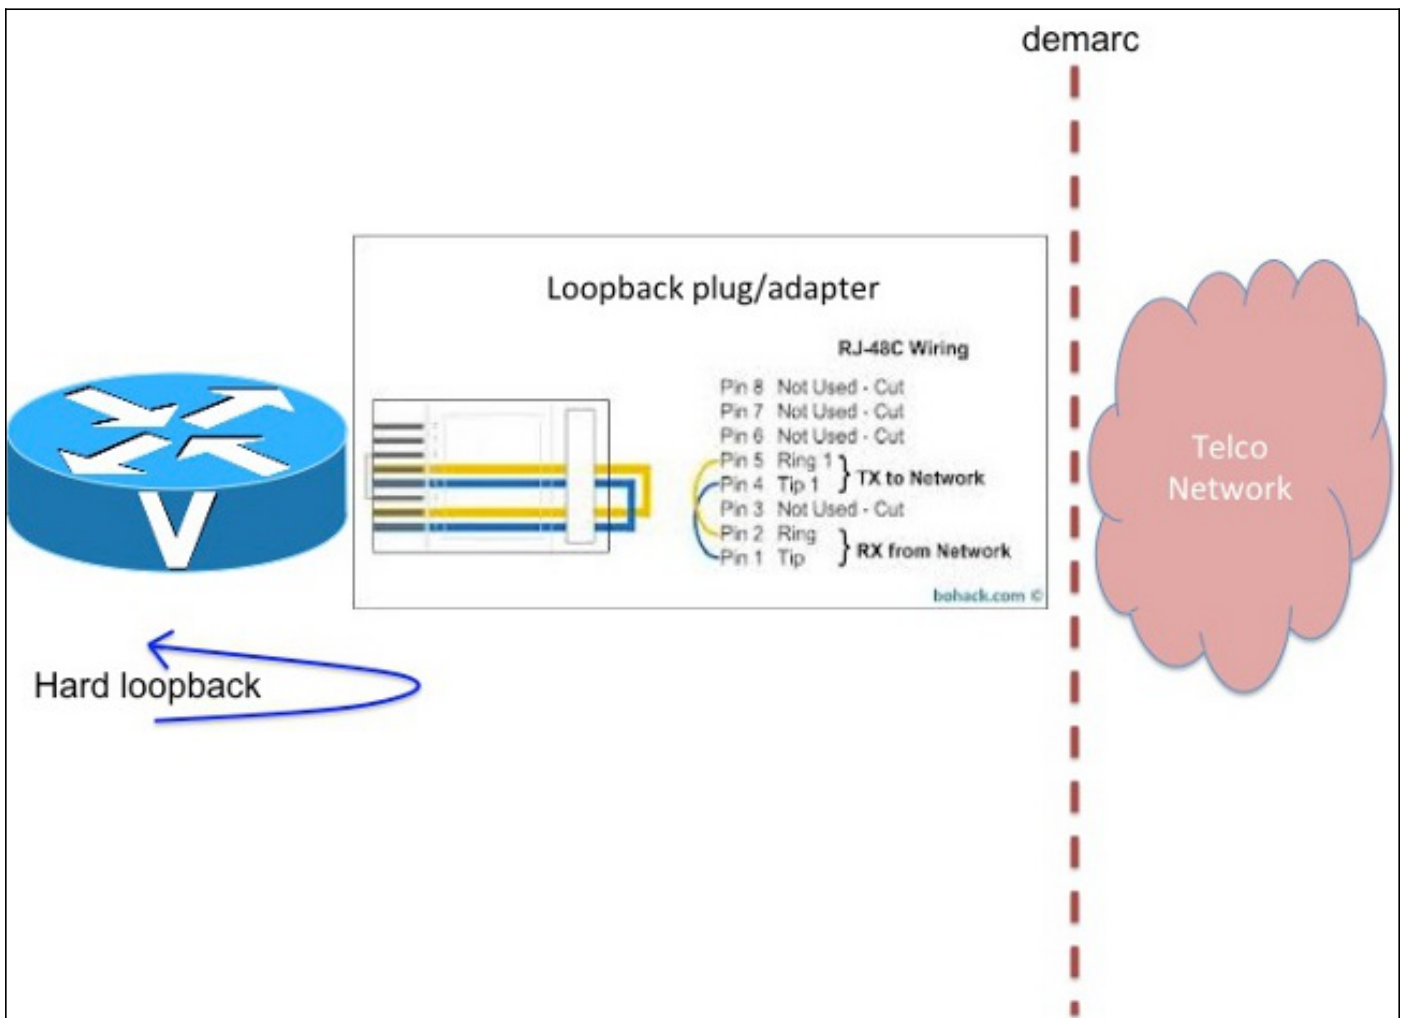 demarc
Loopback plug/adapter
RJ-48C Wiring
Pin 8 Not Used - Cut
Pin 7 Not Used - Cut
Pin 6 Not Used - Cut
Pin 5 Ring 1
Pin 4 Tip 1
} TX to Network
Pin 3 Not Used - Cut
Pin 2 Ring
Pin 1 Tip
} RX from Network
bohack.com ©
Telco
Network
V
Hard loopback